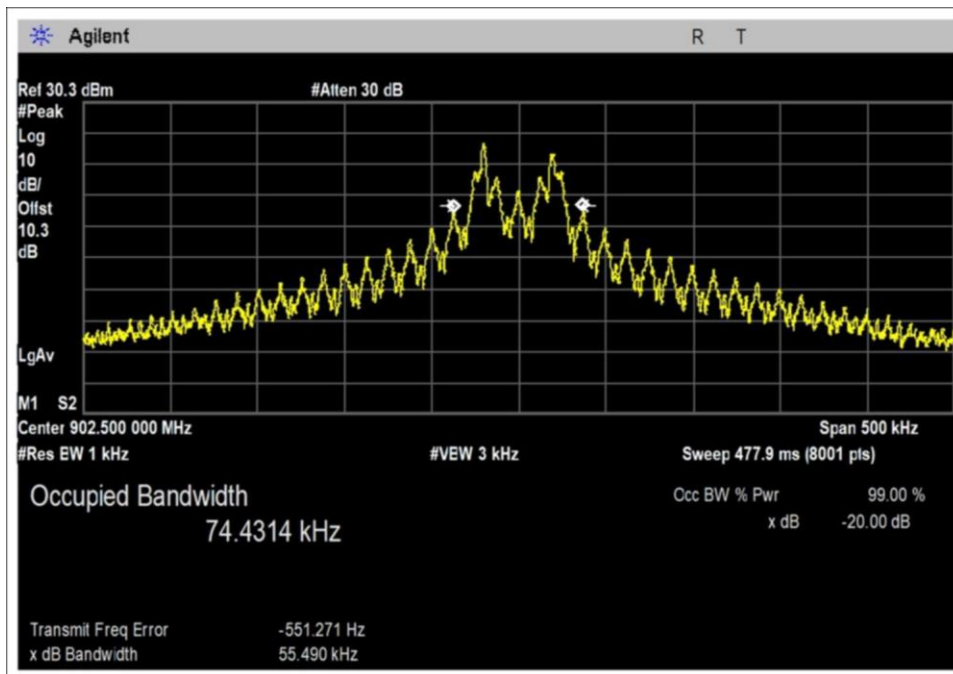 Agilent R T
Ref 30.3 dBm #Atten 30 dB
#Peak
Log
10
dB/
Offst
10.3
dB
LgAv
M1 S2
Center 902.500 000 MHz Span 500 kHz
#Res BW 1 kHz #VEW 3 kHz Sweep 477.9 ms (8001 pts)
Occupied Bandwidth Occ BW % Pwr 99.00 %
74.4314 kHz x dB -20.00 dB
Transmit Freq Error -551.271 Hz
x dB Bandwidth 55.490 kHz